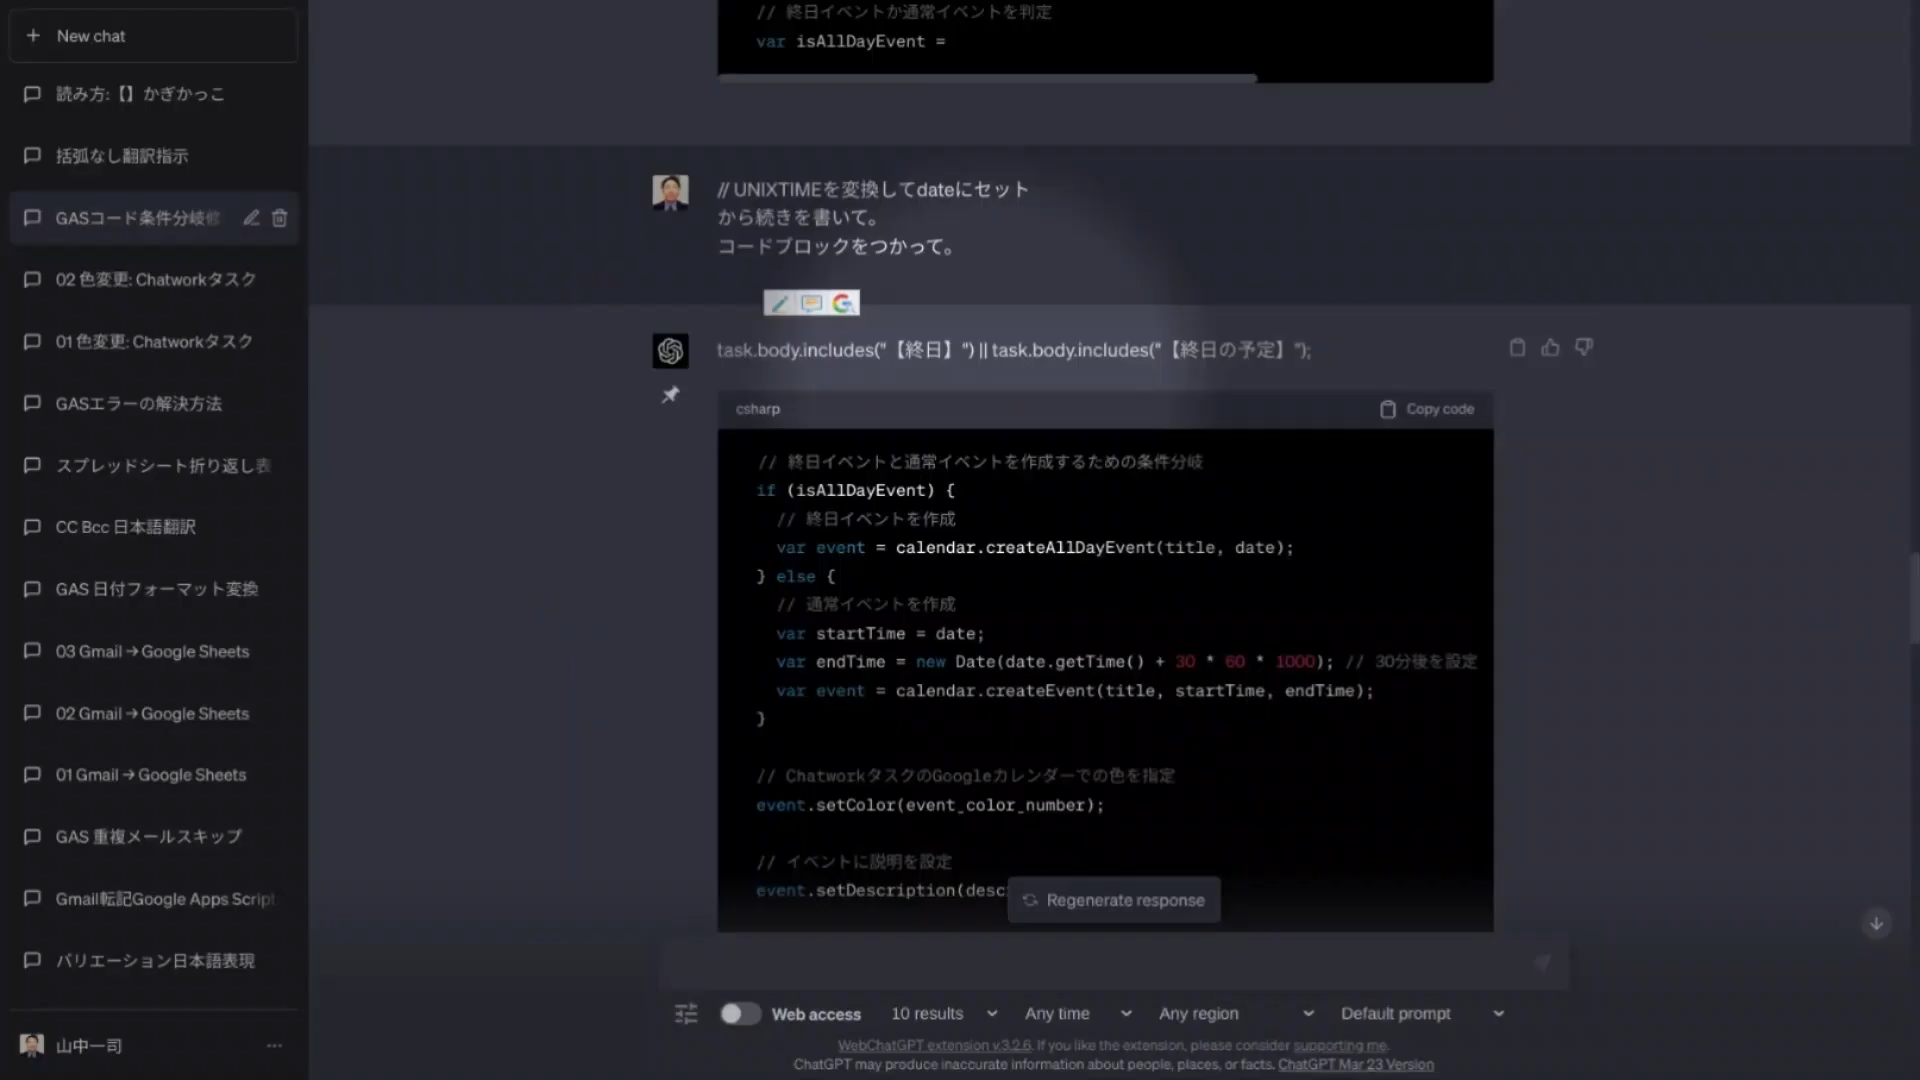 New chat
読み方:【】かぎかっこ
括弧なし翻訳指示
GASコード条件分岐修
02 色変更: Chatworkタスク
01 色変更: Chatworkタスク
GASエラーの解決方法
スプレッドシート折り返し表
CC Bcc 日本語翻訳
GAS 日付フォーマット変換
03 Gmail → Google Sheets
02 Gmail → Google Sheets
01 Gmail → Google Sheets
GAS 重複メールスキップ
Gmail転記Google Apps Script
バリエーション日本語表現
山中一司
// 終日イベントか通常イベントを判定
var isAllDayEvent =
// UNIXTIMEを変換してdateにセット
から続きを書いて。
コードブロックをつかって。
task.body.includes("【終日】") || task.body.includes("【終日の予定】");
csharp
Copy code
// 終日イベントと通常イベントを作成するための条件分岐
if (isAllDayEvent) {
// 終日イベントを作成
var event = calendar.createAllDayEvent(title, date);
} else {
// 通常イベントを作成
var startTime = date;
var endTime = new Date(date.getTime() + 30 * 60 * 1000); // 30分後を設定
var event = calendar.createEvent(title, startTime, endTime);
}
// ChatworkタスクのGoogleカレンダーでの色を指定
event.setColor(event_color_number);
// イベントに説明を設定
event.setDescription(desc
Regenerate response
Web access
10 results
Any time
Any region
Default prompt
WebChatGPT extension v.3.2.6. If you like the extension, please consider supporting me.
ChatGPT may produce inaccurate information about people, places, or facts. ChatGPT Mar 23 Version